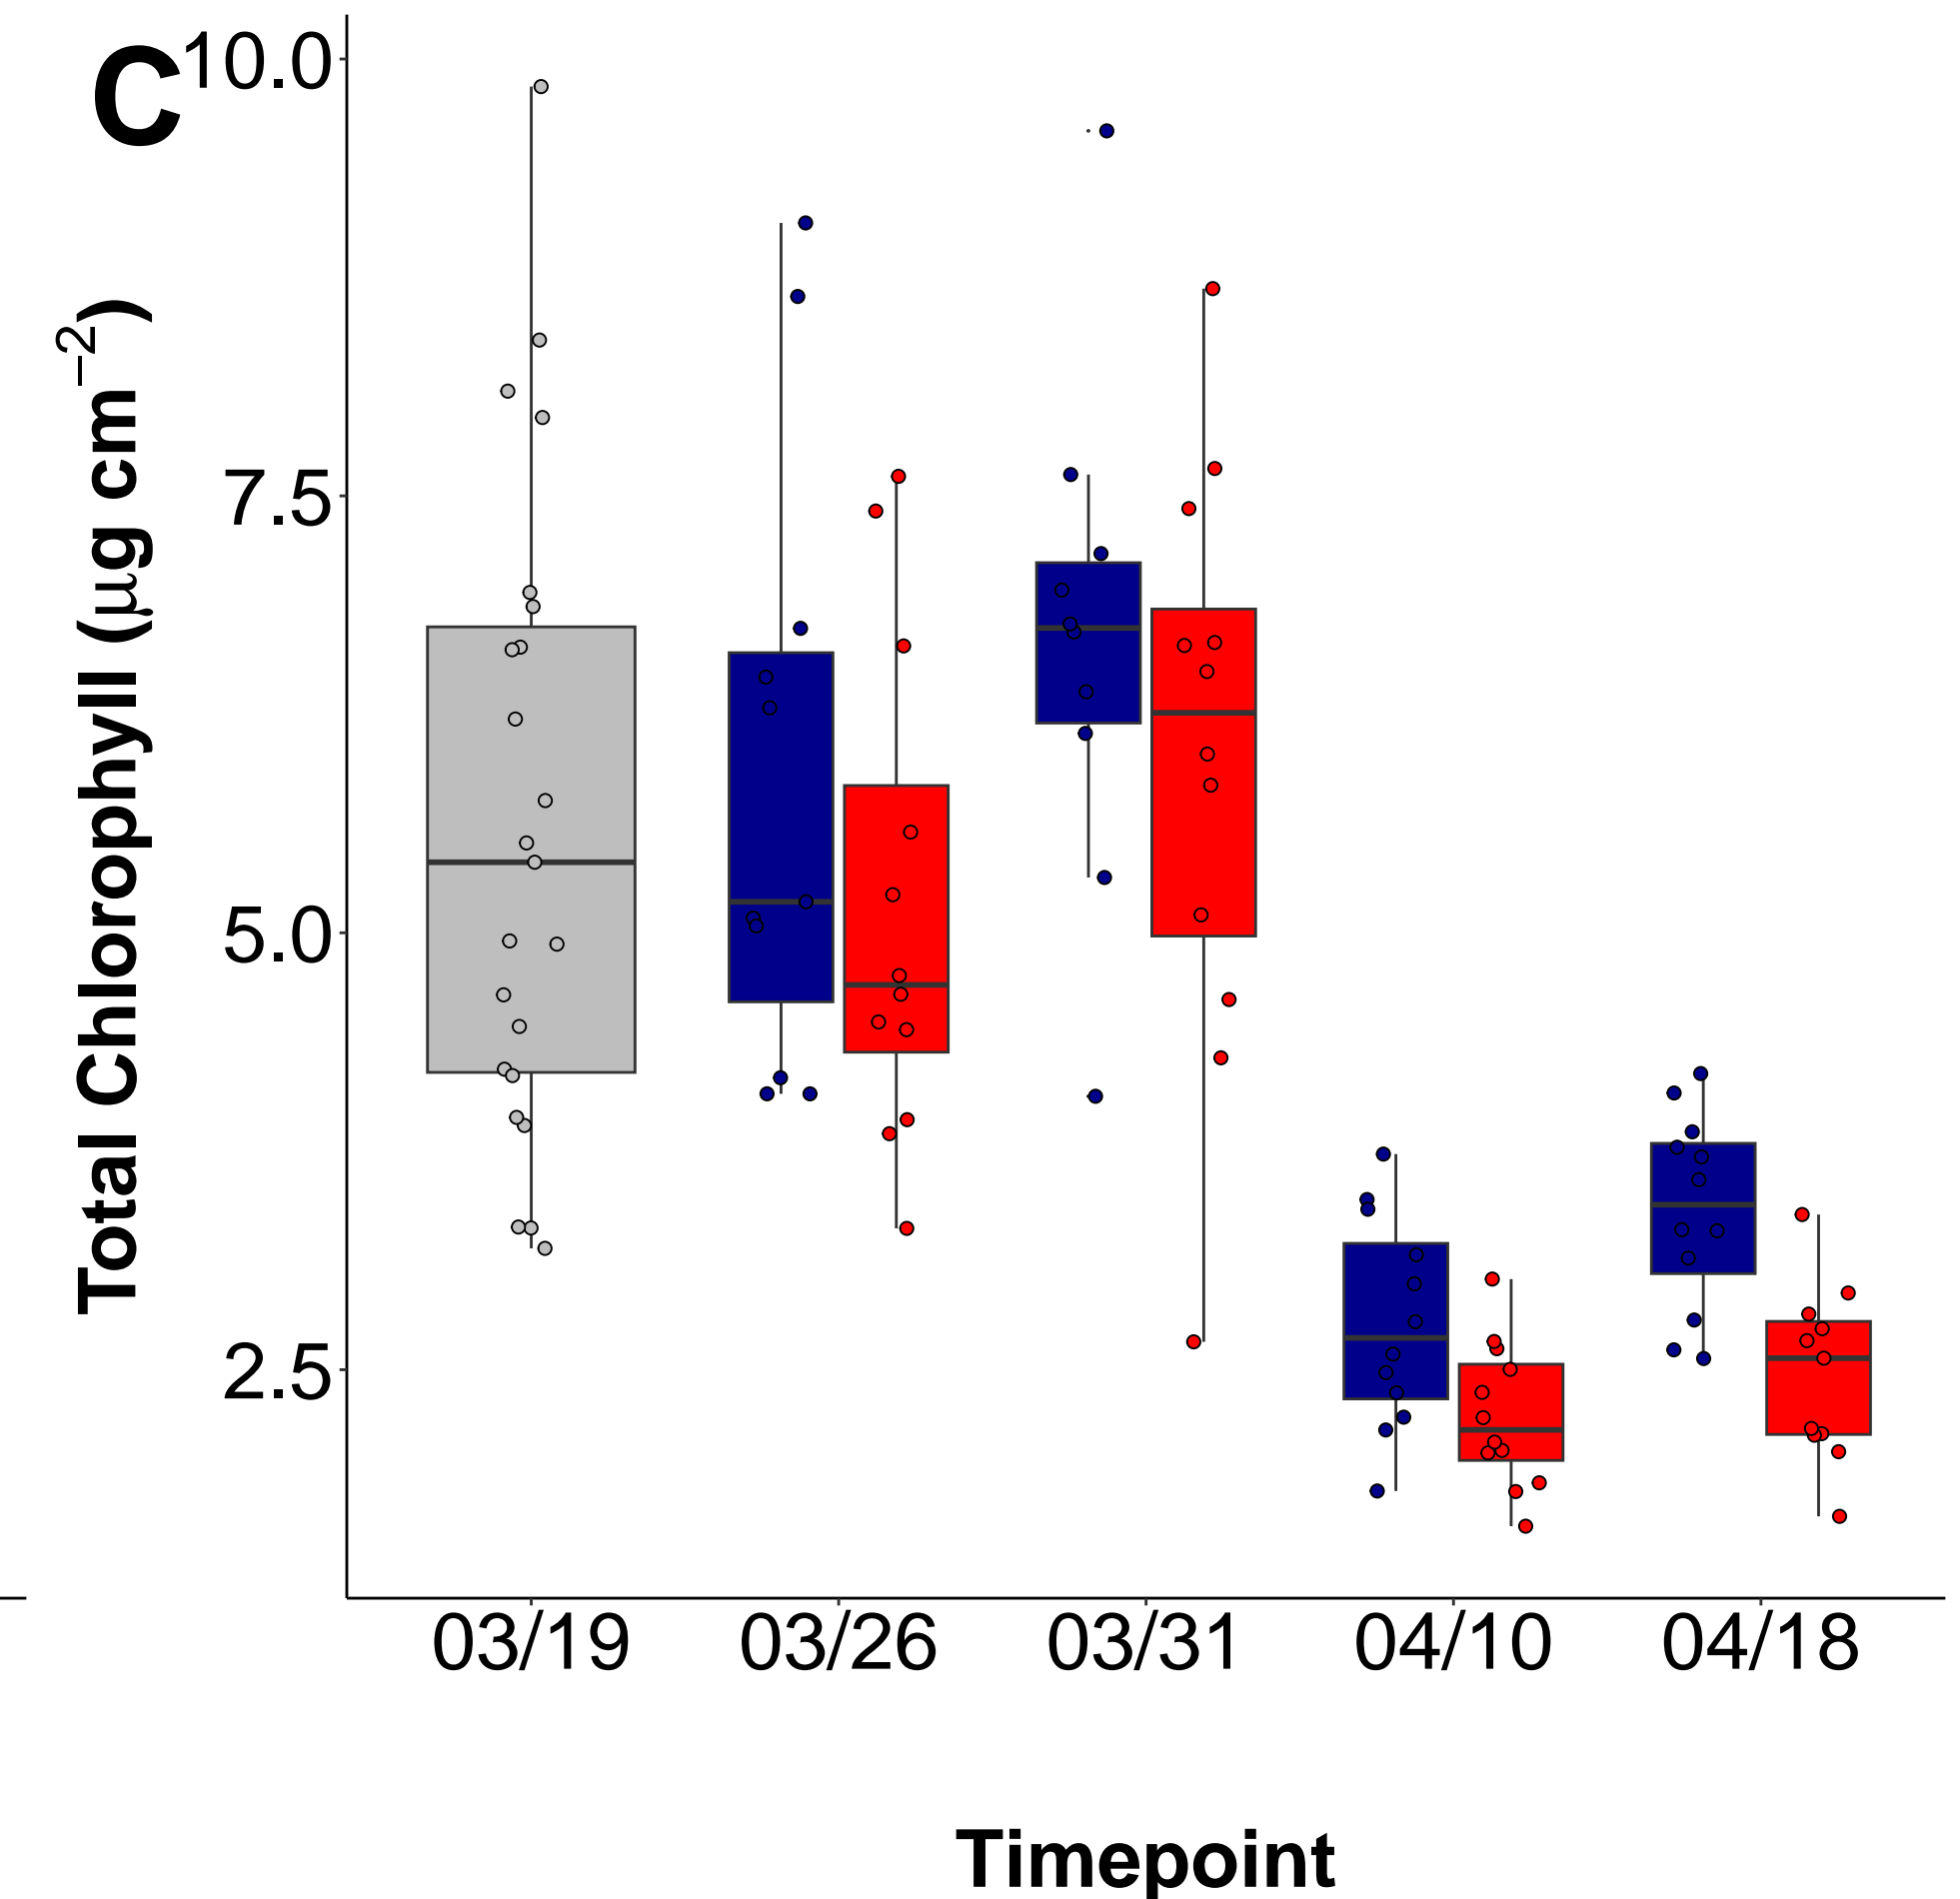 C
10.0
7.5
5.0
2.5
Total Chlorophyll (μg cm⁻²)
03/19 03/26 03/31 04/10 04/18
Timepoint